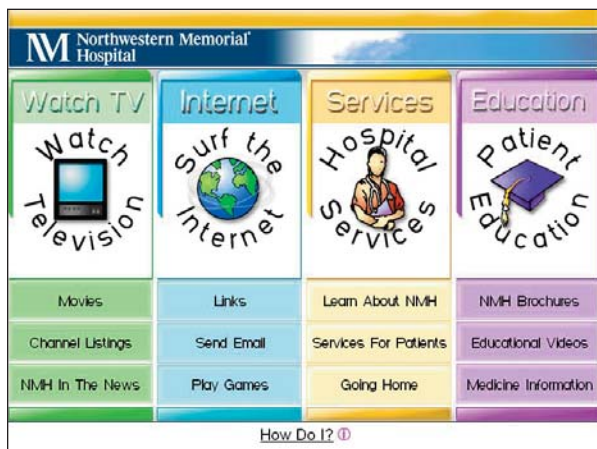 NM Northwestern Memorial®
Hospital
Watch TV
Internet
Services
Education
Watch Television
Surf the Internet
Hospital Services
Patient Education
Movies
Links
Learn About NMH
NMH Brochures
Channel Listings
Send Email
Services For Patients
Educational Videos
NMH In The News
Play Games
Going Home
Medicine Information
How Do I?